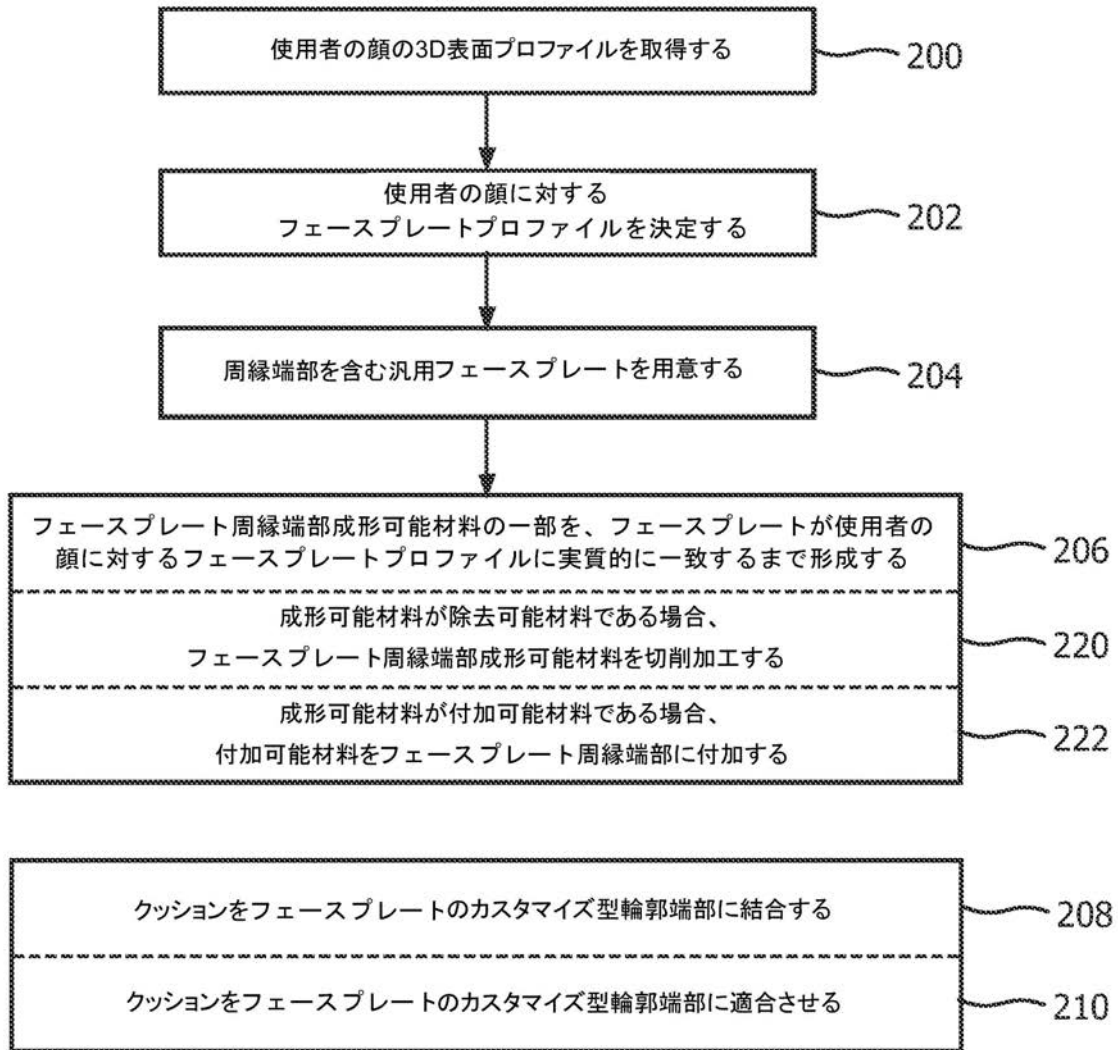 使用者の顔の3D表面プロファイルを取得する
200
使用者の顔に対する
フェースプレートプロファイルを決定する
202
周縁端部を含む汎用フェースプレートを用意する
204
フェースプレート周縁端部成形可能材料の一部を、フェースプレートが使用者の
顔に対するフェースプレートプロファイルに実質的に一致するまで形成する
206
成形可能材料が除去可能材料である場合、
フェースプレート周縁端部成形可能材料を切削加工する
220
成形可能材料が付加可能材料である場合、
付加可能材料をフェースプレート周縁端部に付加する
222
クッションをフェースプレートのカスタマイズ型輪郭端部に結合する
208
クッションをフェースプレートのカスタマイズ型輪郭端部に適合させる
210